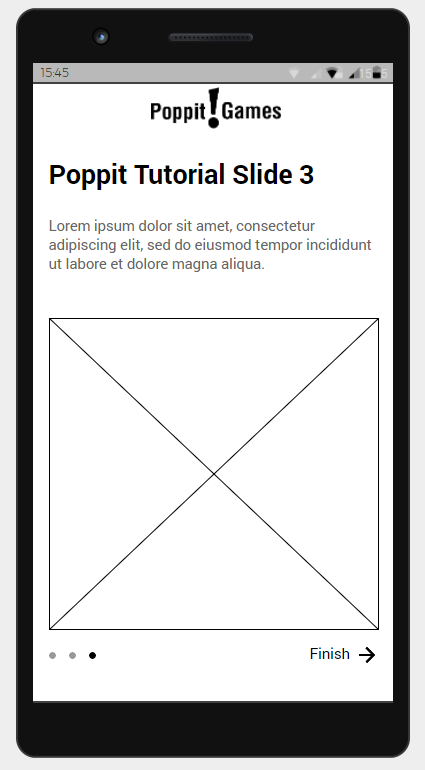 15:45
Poppit!Games
Poppit Tutorial Slide 3
Lorem ipsum dolor sit amet, consectetur
adipiscing elit, sed do eiusmod tempor incididunt
ut labore et dolore magna aliqua.
Finish